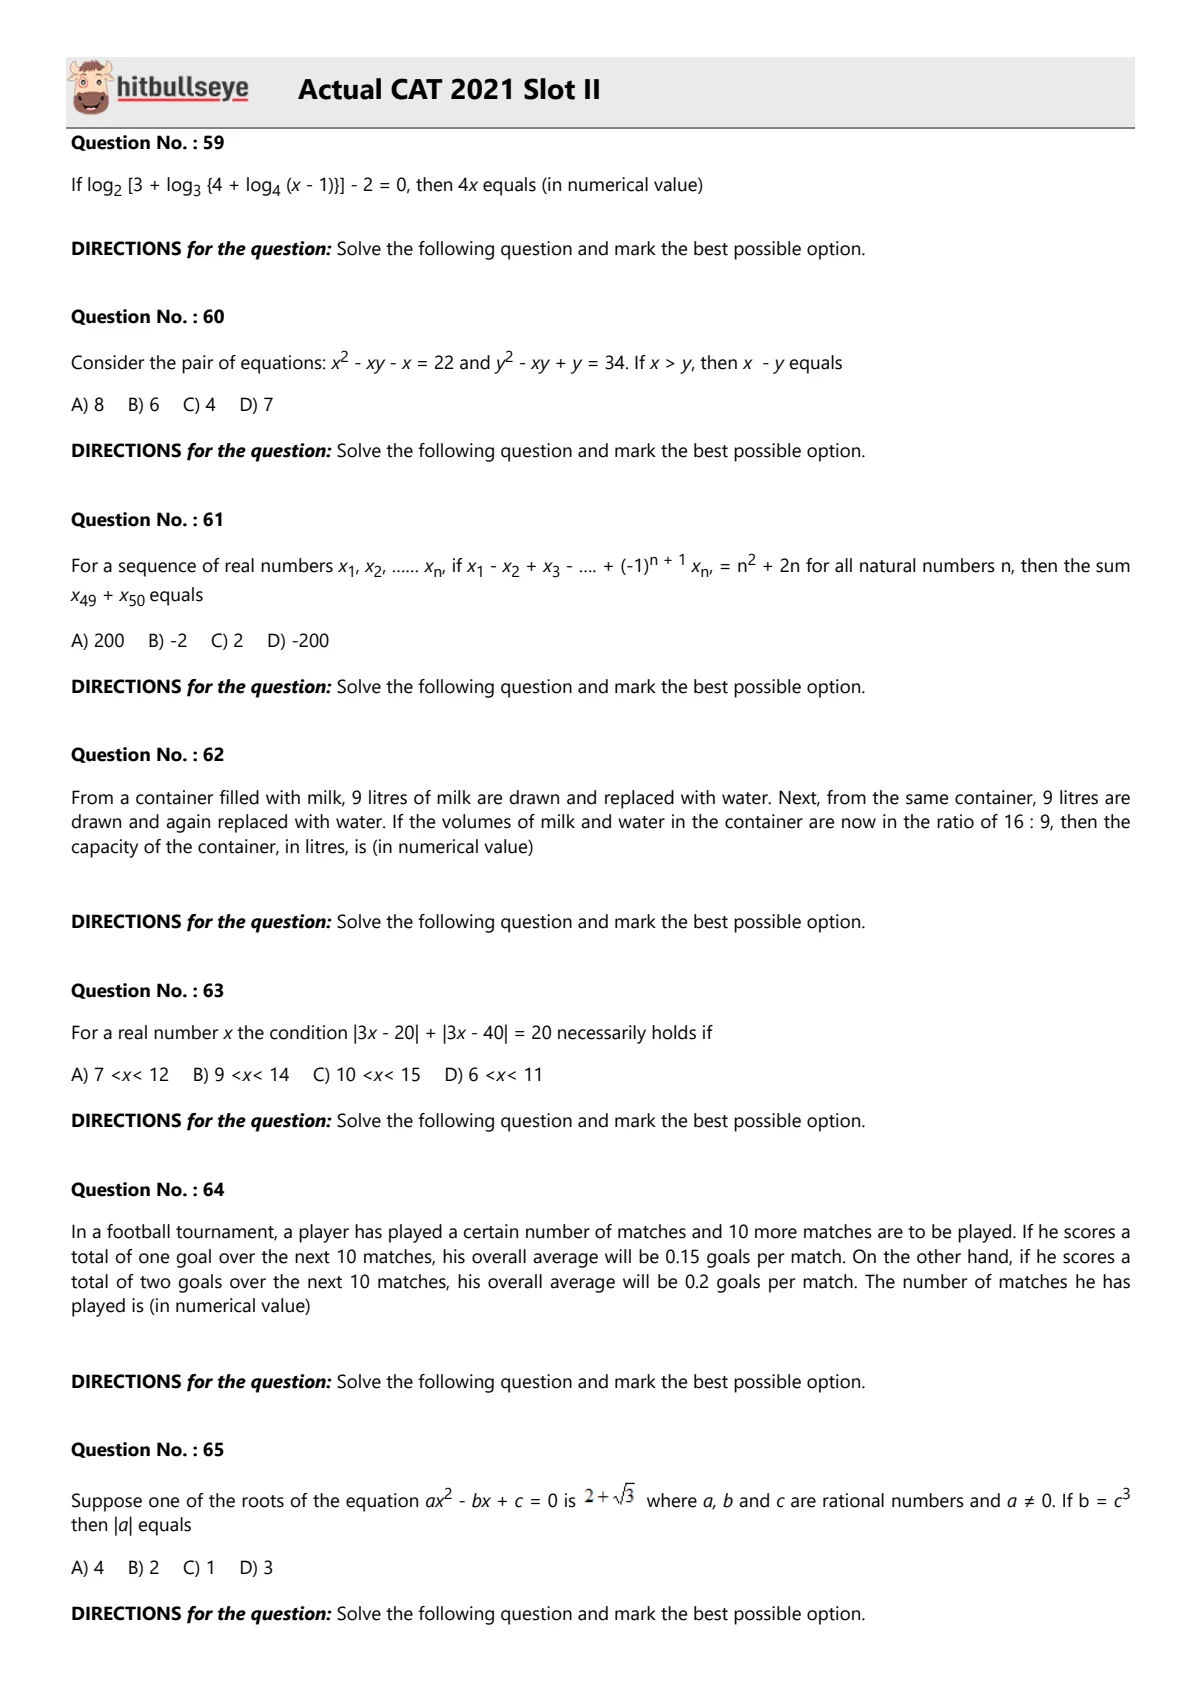 hitbullseye Actual CAT 2021 Slot II
Question No. : 59
If log₂ [3 + log₃ {4 + log₄ (x - 1)}] - 2 = 0, then 4x equals (in numerical value)
DIRECTIONS for the question: Solve the following question and mark the best possible option.
Question No. : 60
Consider the pair of equations: x² - xy - x = 22 and y² - xy + y = 34. If x > y, then x - y equals
A) 8 B) 6 C) 4 D) 7
DIRECTIONS for the question: Solve the following question and mark the best possible option.
Question No. : 61
For a sequence of real numbers x₁, x₂, ...... xₙ, if x₁ - x₂ + x₃ - .... + (-1)ⁿ ⁺ ¹ xₙ, = n² + 2n for all natural numbers n, then the sum
x₄₉ + x₅₀ equals
A) 200 B) -2 C) 2 D) -200
DIRECTIONS for the question: Solve the following question and mark the best possible option.
Question No. : 62
From a container filled with milk, 9 litres of milk are drawn and replaced with water. Next, from the same container, 9 litres are
drawn and again replaced with water. If the volumes of milk and water in the container are now in the ratio of 16 : 9, then the
capacity of the container, in litres, is (in numerical value)
DIRECTIONS for the question: Solve the following question and mark the best possible option.
Question No. : 63
For a real number x the condition |3x - 20| + |3x - 40| = 20 necessarily holds if
A) 7 <x< 12 B) 9 <x< 14 C) 10 <x< 15 D) 6 <x< 11
DIRECTIONS for the question: Solve the following question and mark the best possible option.
Question No. : 64
In a football tournament, a player has played a certain number of matches and 10 more matches are to be played. If he scores a
total of one goal over the next 10 matches, his overall average will be 0.15 goals per match. On the other hand, if he scores a
total of two goals over the next 10 matches, his overall average will be 0.2 goals per match. The number of matches he has
played is (in numerical value)
DIRECTIONS for the question: Solve the following question and mark the best possible option.
Question No. : 65
Suppose one of the roots of the equation ax² - bx + c = 0 is 2+√3 where a, b and c are rational numbers and a ≠ 0. If b = c³
then |a| equals
A) 4 B) 2 C) 1 D) 3
DIRECTIONS for the question: Solve the following question and mark the best possible option.